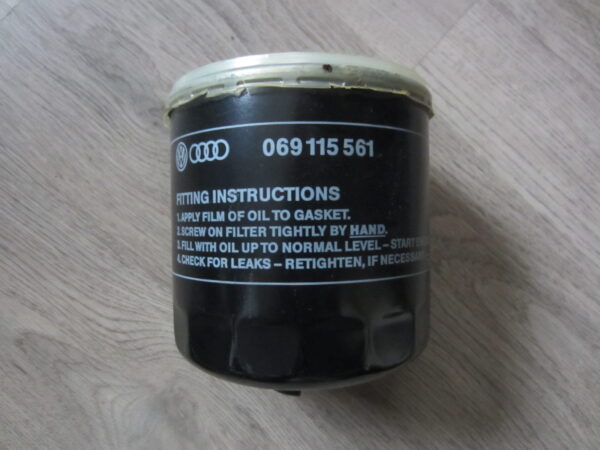 069 115 561
FITTING INSTRUCTIONS
1. APPLY FILM OF OIL TO GASKET.
2. SCREW ON FILTER TIGHTLY BY HAND.
3. FILL WITH OIL UP TO NORMAL LEVEL – START
4. CHECK FOR LEAKS – RETIGHTEN, IF NECESSARY